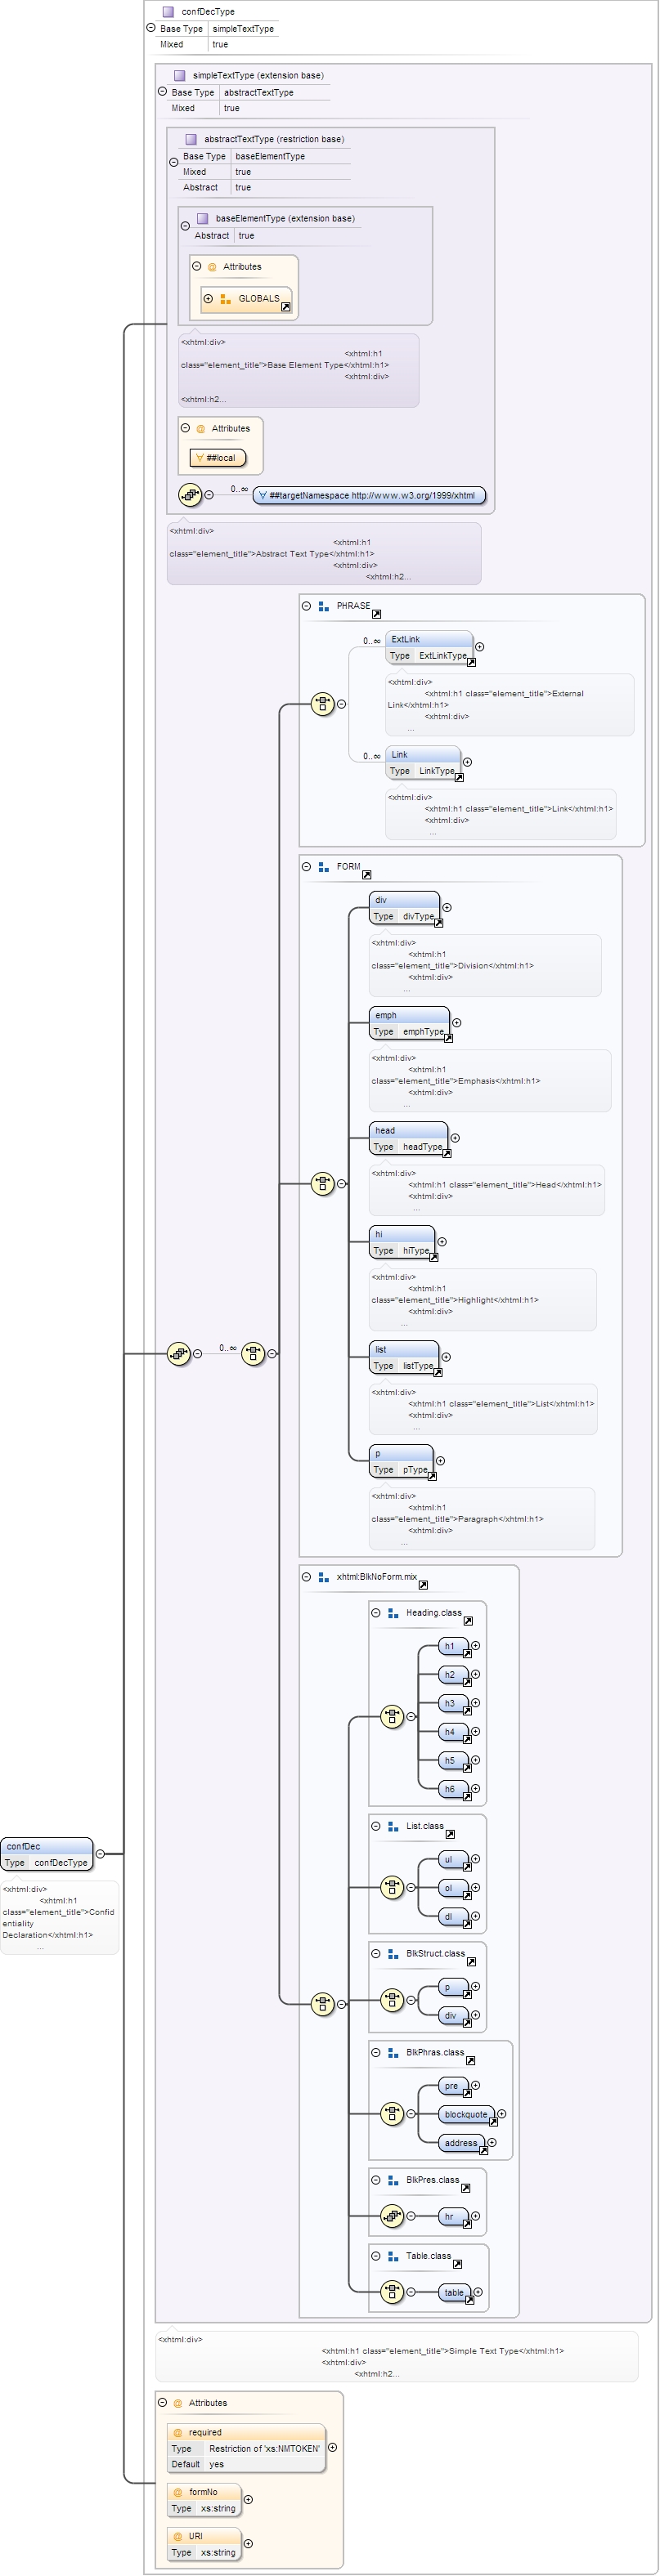 confDecType
Base Type simpleTextType
Mixed true
simpleTextType (extension base)
Base Type abstractTextType
Mixed true
abstractTextType (restriction base)
Base Type baseElementType
Mixed true
Abstract true
baseElementType (extension base)
Abstract true
@ Attributes
GLOBALS
<xhtml:div>
<xhtml:h1
class="element_title">Base Element Type</xhtml:h1>
<xhtml:div>
<xhtml:h2...
@ Attributes
##local
0..∞
##targetNamespace http://www.w3.org/1999/xhtml
<xhtml:div>
<xhtml:h1
class="element_title">Abstract Text Type</xhtml:h1>
<xhtml:div>
<xhtml:h2...
PHRASE
0..∞
ExtLink
Type ExtLinkType
<xhtml:div>
<xhtml:h1 class="element_title">External
Link</xhtml:h1>
<xhtml:div>
...
0..∞
Link
Type LinkType
<xhtml:div>
<xhtml:h1 class="element_title">Link</xhtml:h1>
<xhtml:div>
...
FORM
div
Type divType
<xhtml:div>
<xhtml:h1
class="element_title">Division</xhtml:h1>
<xhtml:div>
...
emph
Type emphType
<xhtml:div>
<xhtml:h1
class="element_title">Emphasis</xhtml:h1>
<xhtml:div>
...
head
Type headType
<xhtml:div>
<xhtml:h1 class="element_title">Head</xhtml:h1>
<xhtml:div>
...
hi
Type hiType
<xhtml:div>
<xhtml:h1
class="element_title">Highlight</xhtml:h1>
<xhtml:div>
...
0..∞
list
Type listType
<xhtml:div>
<xhtml:h1 class="element_title">List</xhtml:h1>
<xhtml:div>
...
p
Type pType
<xhtml:div>
<xhtml:h1
class="element_title">Paragraph</xhtml:h1>
<xhtml:div>
...
xhtml:BlkNoForm.mix
Heading.class
h1
h2
h3
h4
h5
h6
List.class
ul
ol
dl
confDec
Type confDecType
<xhtml:div>
<xhtml:h1
class="element_title">Confid
entiality
Declaration</xhtml:h1>
...
BlkStruct.class
p
div
BlkPhras.class
pre
blockquote
address
BlkPres.class
hr
Table.class
table
<xhtml:div>
<xhtml:h1 class="element_title">Simple Text Type</xhtml:h1>
<xhtml:div>
<xhtml:h2...
@ Attributes
@ required
Type Restriction of 'xs:NMTOKEN'
Default yes
@ formNo
Type xs:string
@ URI
Type xs:string